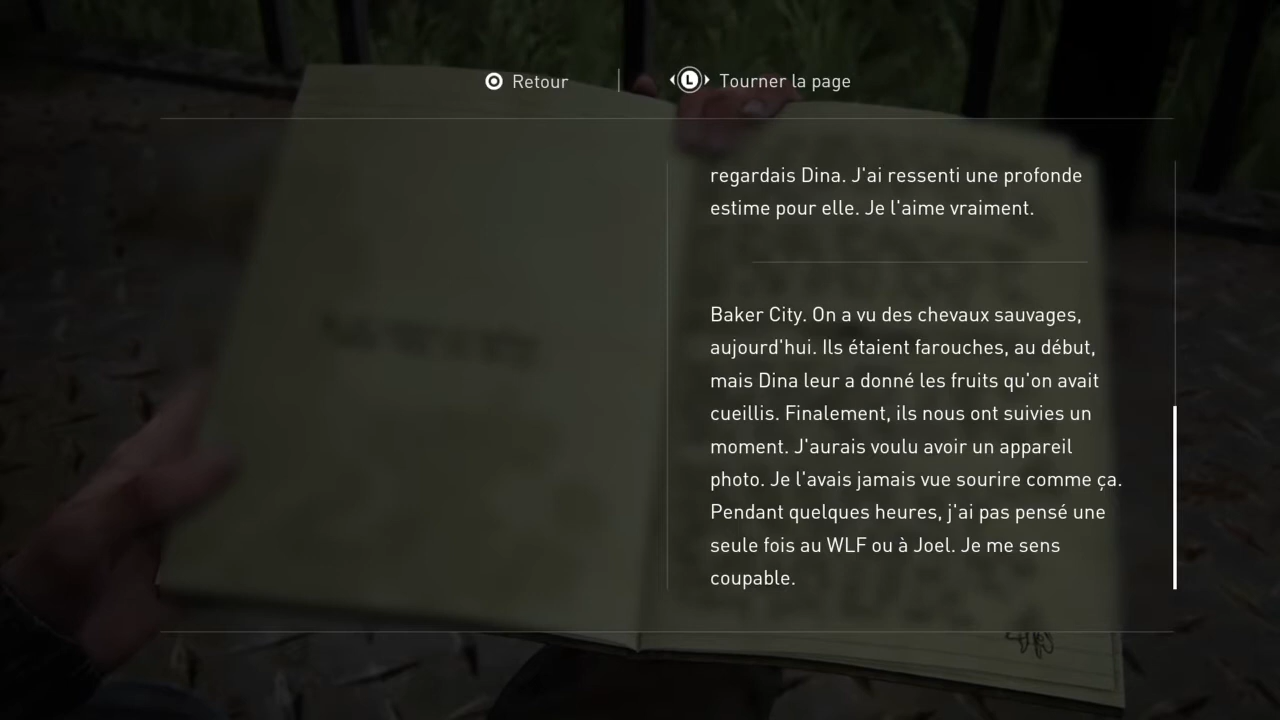 Retour
L
Tourner la page
regardais Dina. J'ai ressenti une profonde
estime pour elle. Je l'aime vraiment.
Baker City. On a vu des chevaux sauvages,
aujourd'hui. Ils étaient farouches, au début,
mais Dina leur a donné les fruits qu'on avait
cueillis. Finalement, ils nous ont suivies un
moment. J'aurais voulu avoir un appareil
photo. Je l'avais jamais vue sourire comme ça.
Pendant quelques heures, j'ai pas pensé une
seule fois au WLF ou à Joel. Je me sens
coupable.